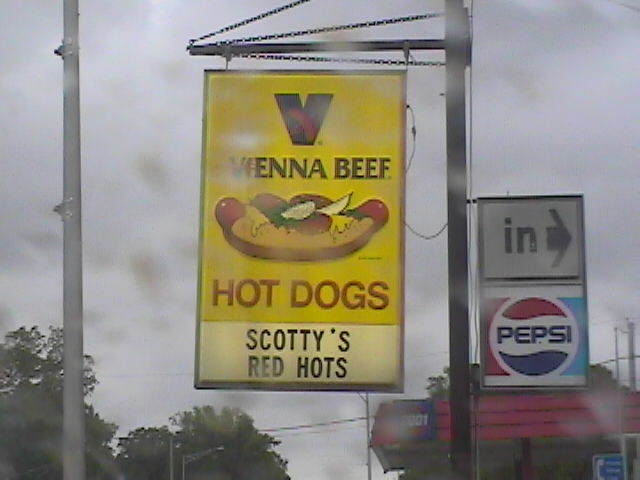 V
VIENNA BEEF
HOT DOGS
SCOTTY'S
RED HOTS
in
PEPSI